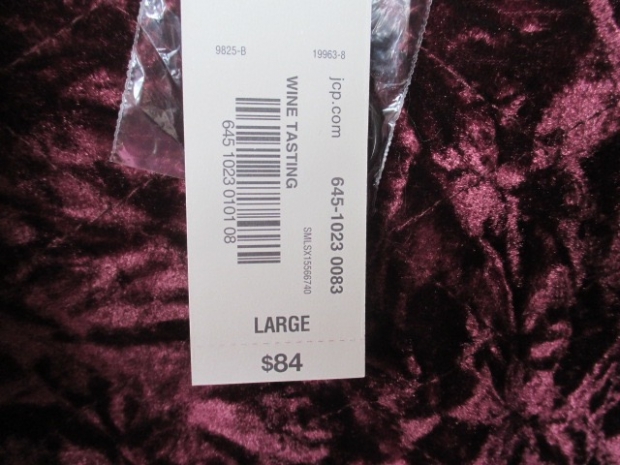 9825-B
19963-8
jcp.com 645-1023 0083
SMLSX15566740
WINE TASTING
645 1023 0101 08
LARGE
$84